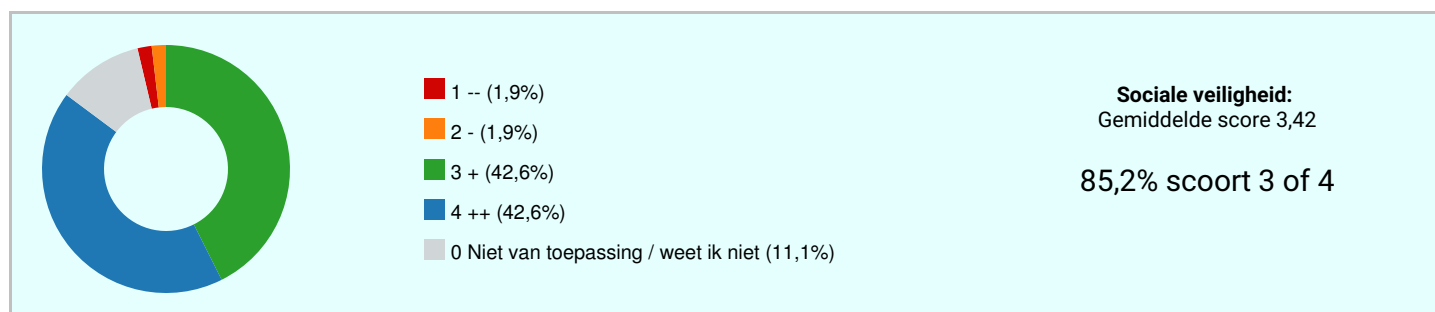 1 -- (1,9%)
2 - (1,9%)
3 + (42,6%)
4 ++ (42,6%)
0 Niet van toepassing / weet ik niet (11,1%)
Sociale veiligheid:
Gemiddelde score 3,42
85,2% scoort 3 of 4